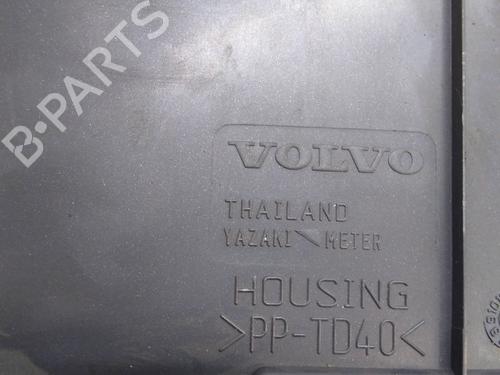 B-PARTS
VOLVO
THAILAND
YAZAKI METER
HOUSING
>PP-TD40<